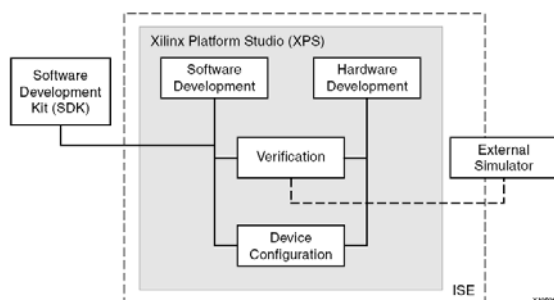 Xilinx Platform Studio (XPS)
Software
Development
Kit (SDK)
Software
Development
Hardware
Development
Verification
External
Simulator
Device
Configuration
ISE